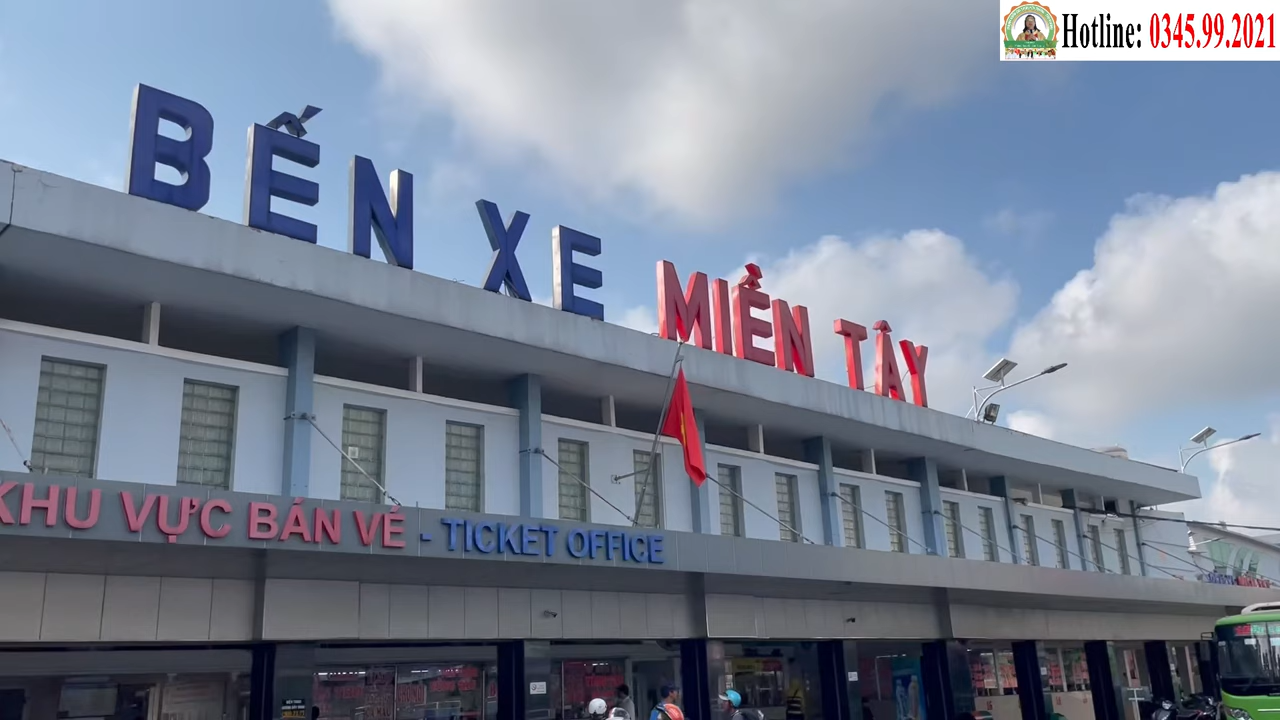 Hotline: 0345.99.2021
BẾN XE MIỀN TÂY
KHU VỰC BÁN VÉ - TICKET OFFICE